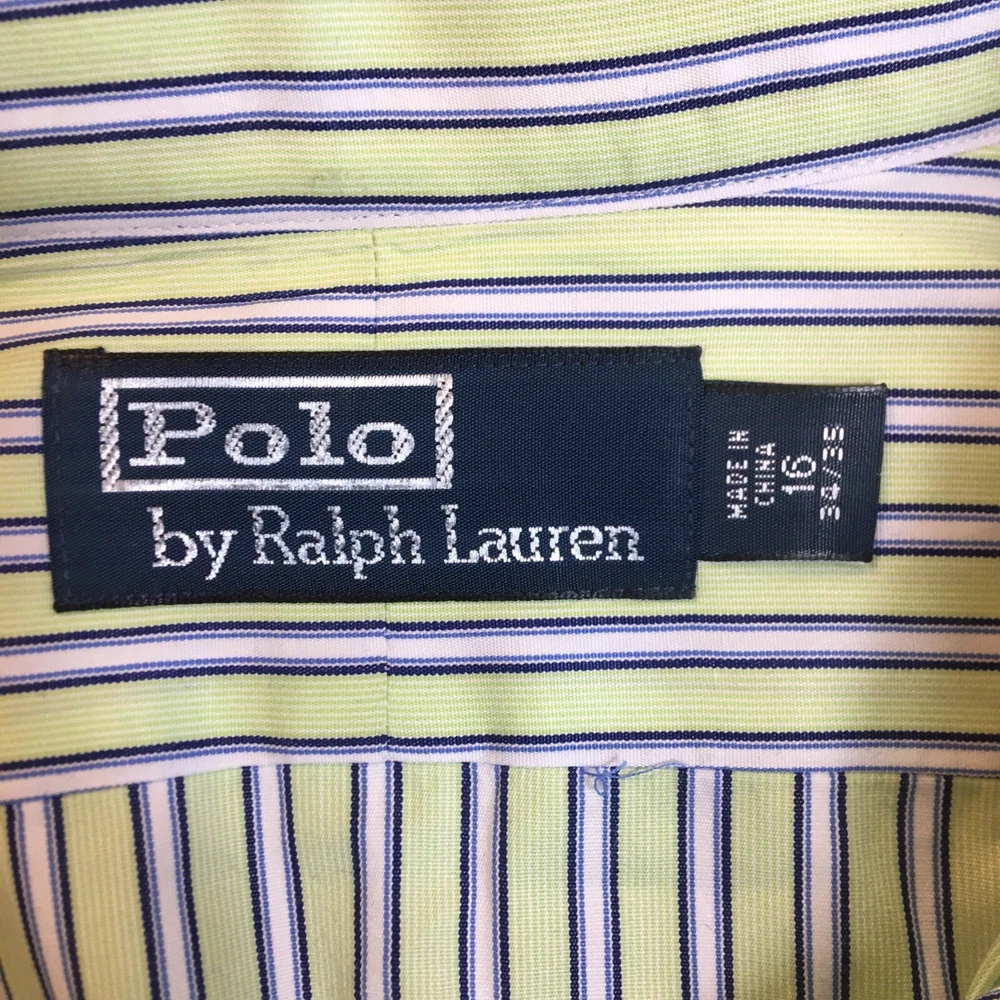 Polo
by Ralph Lauren
MADE IN
CHINA
16
34/35